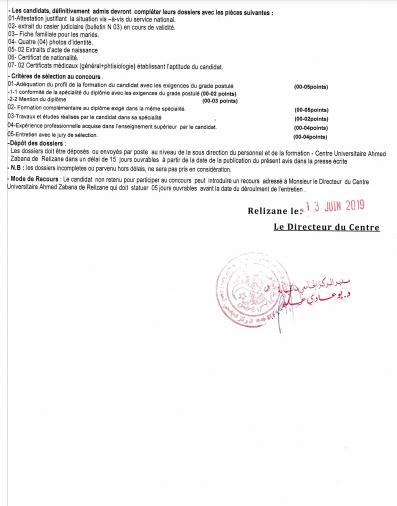 - Les candidats, définitivement admis devront compléter leurs dossiers avec les pièces suivantes :
01-Attestation justifiant la situation vis –à-vis du service national.
02- extrait du casier judiciaire (bulletin N 03) en cours de validité.
03– Fiche familiale pour les mariés.
04- Quatre (04) photos d'identité.
05- 02 Extraits d'acte de naissance
06- Certificat de nationalité.
07- 02 Certificats médicaux (général+phtisiologie) établissant l'aptitude du candidat.
- Critères de sélection au concours
01-Adéquation du profil de la formation du candidat avec les exigences du grade postulé (00-05points)
-1-1 conformité de la spécialité du diplôme avec les exigences du grade postulé (00-02 points)
-2-2 Mention du diplôme (00-03 points)
02- Formation complémentaire au diplôme exigé dans la même spécialité. (00-05points)
03-Travaux et études réalisés par le candidat dans sa spécialité (00-02points)
04-Expérience professionnelle acquise dans l'enseignement supérieur par le candidat. (00-04points)
05-Entretien avec le jury de sélection. (00-04points)
-Dépôt des dossiers :
Les dossiers doit être déposés ou envoyés par poste au niveau de la sous direction du personnel et de la formation - Centre Universitaire Ahmed
Zabana de Relizane dans un délai de 15 jours ouvrables à partir de la date de la publication du présent avis dans la presse écrite
- N.B : les dossiers incomplètes ou parvenu hors délais, ne sera pas pris en considération.
- Mode de Recours : Le candidat non retenu pour participer au concours peut introduire un recours adressé à Monsieur le Directeur du Centre
Universitaire Ahmed Zabana de Relizane qui doit statuer 05 jours ouvrables avant la date du déroulment de l'entretien .
Relizane le: 13 JUIN 2019
Le Directeur du Centre
مدير المركز الجامعي